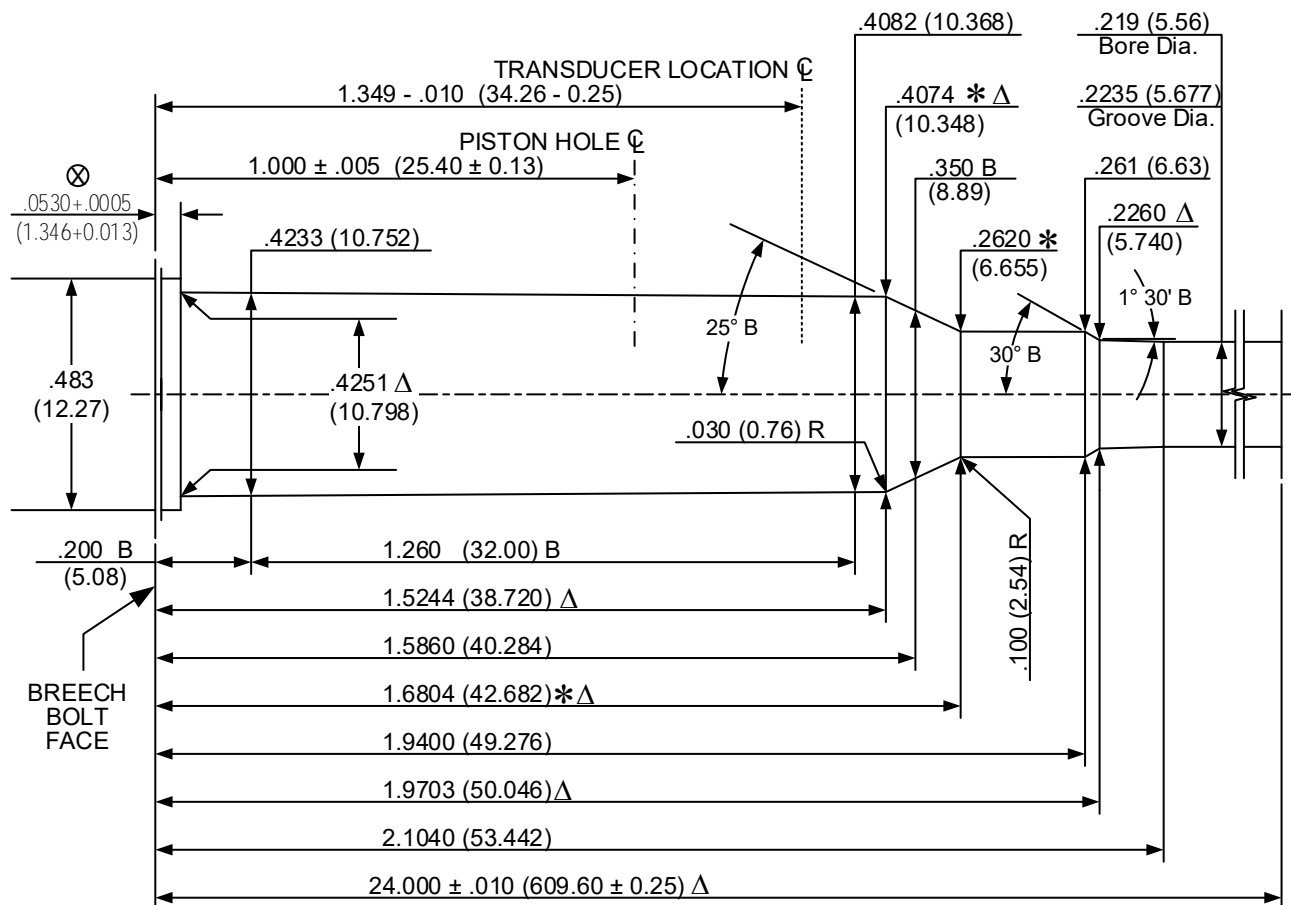 .4082 (10.368)
.219 (5.56)
Bore Dia.
TRANSDUCER LOCATION ℄
1.349 - .010 (34.26 - 0.25)
.4074 * Δ
(10.348)
.2235 (5.677)
Groove Dia.
PISTON HOLE ℄
1.000 ± .005 (25.40 ± 0.13)
.350 B
(8.89)
.261 (6.63)
⊗
.0530+.0005
(1.346+0.013)
.4233 (10.752)
.2620 *
(6.655)
.2260 Δ
(5.740)
1° 30' B
25° B
30° B
.483
(12.27)
.4251 Δ
(10.798)
.030 (0.76) R
.100 (2.54) R
.200 B
(5.08)
1.260 (32.00) B
1.5244 (38.720) Δ
1.5860 (40.284)
BREECH
BOLT
FACE
1.6804 (42.682) * Δ
1.9400 (49.276)
1.9703 (50.046) Δ
2.1040 (53.442)
24.000 ± .010 (609.60 ± 0.25) Δ